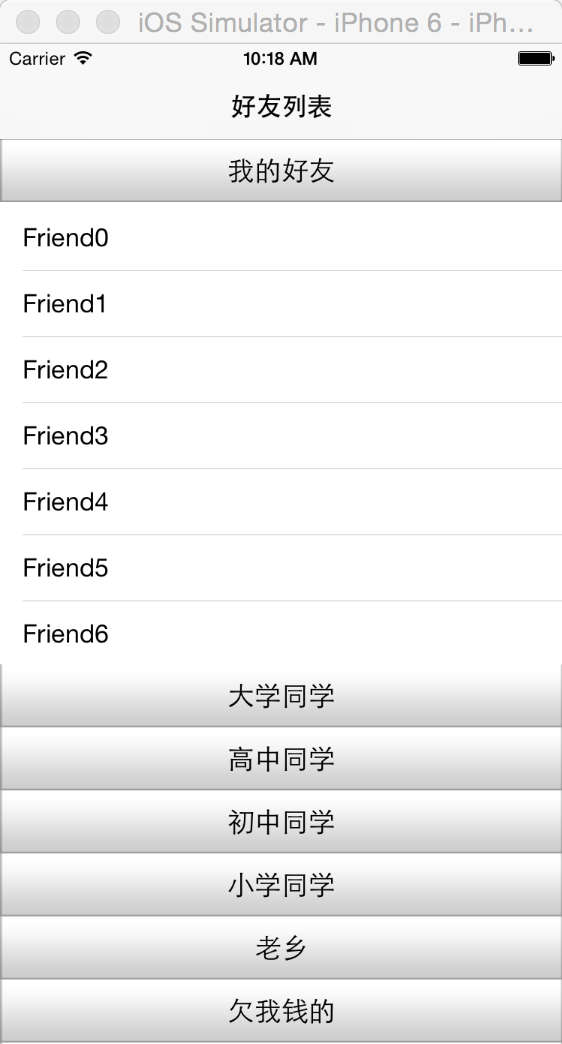 iOS Simulator - iPhone 6 - iPh...
Carrier 10:18 AM
好友列表
我的好友
Friend0
Friend1
Friend2
Friend3
Friend4
Friend5
Friend6
大学同学
高中同学
初中同学
小学同学
老乡
欠我钱的